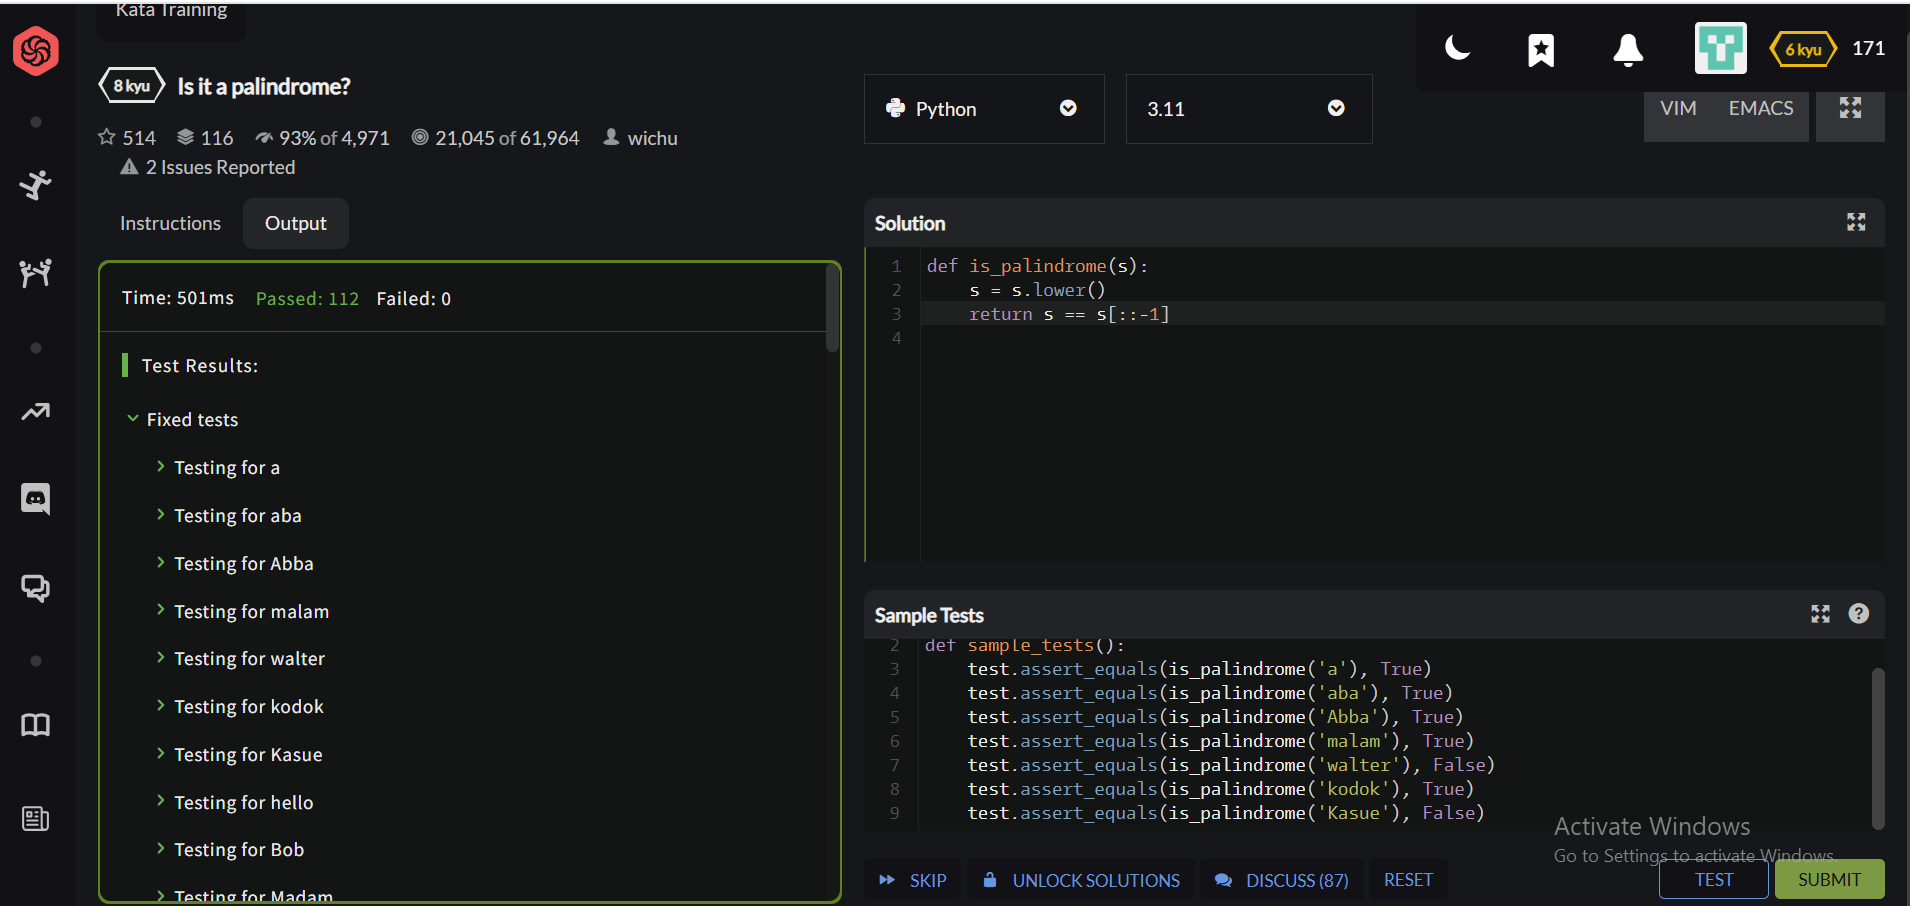 Kata Training
8 kyu Is it a palindrome?
514 116 93% of 4,971 21,045 of 61,964 wichu
2 Issues Reported
Instructions Output
Time: 501ms Passed: 112 Failed: 0
Test Results:
Fixed tests
Testing for a
Testing for aba
Testing for Abba
Testing for malam
Testing for walter
Testing for kodok
Testing for Kasue
Testing for hello
Testing for Bob
Testing for Madam
6 kyu 171
Python 3.11 VIM EMACS
Solution
1 def is_palindrome(s):
2 s = s.lower()
3 return s == s[::-1]
4
Sample Tests
2 def sample_tests():
3 test.assert_equals(is_palindrome('a'), True)
4 test.assert_equals(is_palindrome('aba'), True)
5 test.assert_equals(is_palindrome('Abba'), True)
6 test.assert_equals(is_palindrome('malam'), True)
7 test.assert_equals(is_palindrome('walter'), False)
8 test.assert_equals(is_palindrome('kodok'), True)
9 test.assert_equals(is_palindrome('Kasue'), False)
Activate Windows
Go to Settings to activate Windows.
SKIP UNLOCK SOLUTIONS DISCUSS (87) RESET TEST SUBMIT